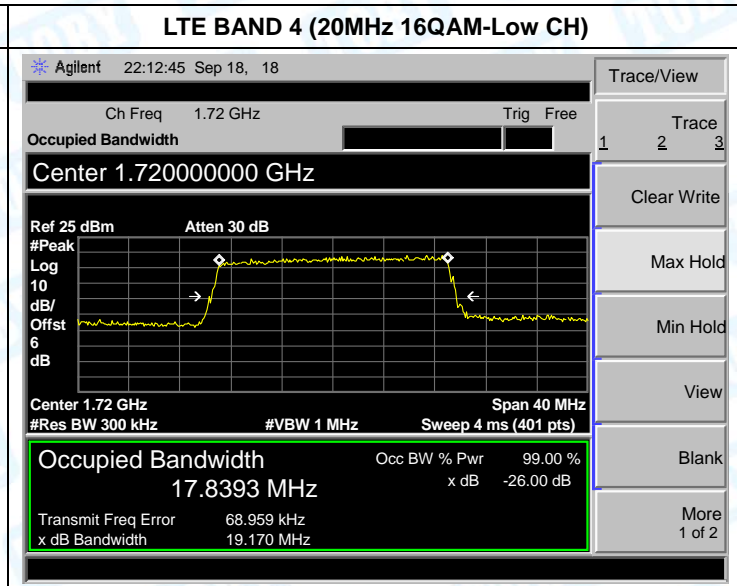 LTE BAND 4 (20MHz 16QAM-Low CH)
Agilent 22:12:45 Sep 18, 18
Trace/View
Ch Freq 1.72 GHz Trig Free
Occupied Bandwidth
Trace
1 2 3
Center 1.720000000 GHz
Clear Write
Ref 25 dBm Atten 30 dB
#Peak
Log
10
dB/
Offst
6
dB
Max Hold
Min Hold
View
Center 1.72 GHz Span 40 MHz
#Res BW 300 kHz #VBW 1 MHz Sweep 4 ms (401 pts)
Occupied Bandwidth Occ BW % Pwr 99.00 %
17.8393 MHz x dB -26.00 dB
Blank
Transmit Freq Error 68.959 kHz
x dB Bandwidth 19.170 MHz
More
1 of 2